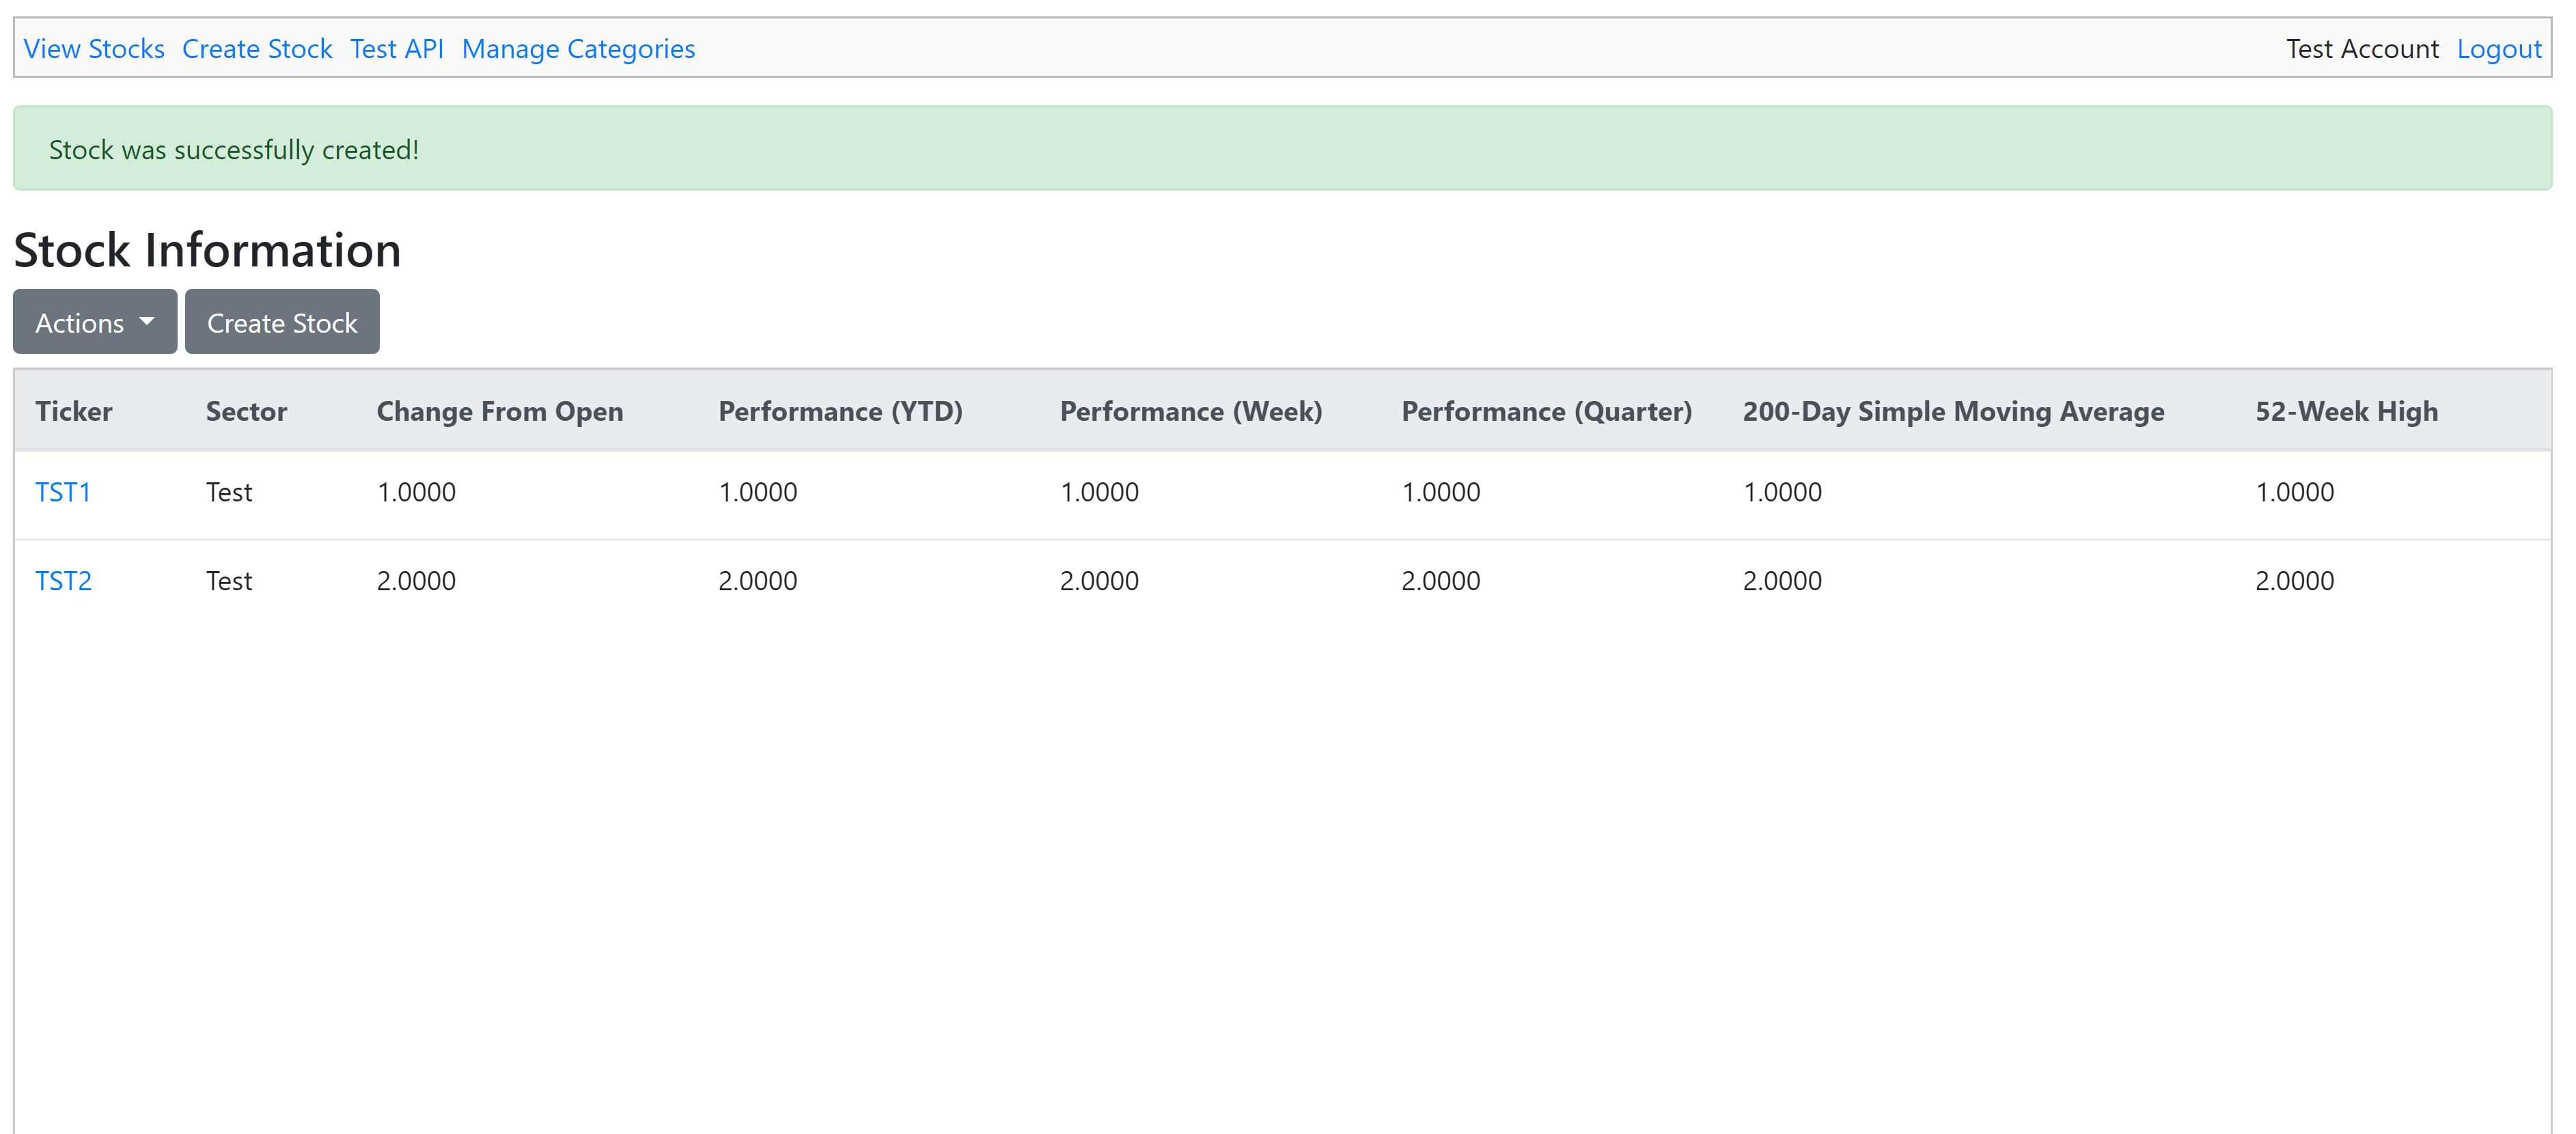 View Stocks Create Stock Test API Manage Categories Test Account Logout
Stock was successfully created!
Stock Information
Actions Create Stock
Ticker Sector Change From Open Performance (YTD) Performance (Week) Performance (Quarter) 200-Day Simple Moving Average 52-Week High
TST1 Test 1.0000 1.0000 1.0000 1.0000 1.0000 1.0000
TST2 Test 2.0000 2.0000 2.0000 2.0000 2.0000 2.0000